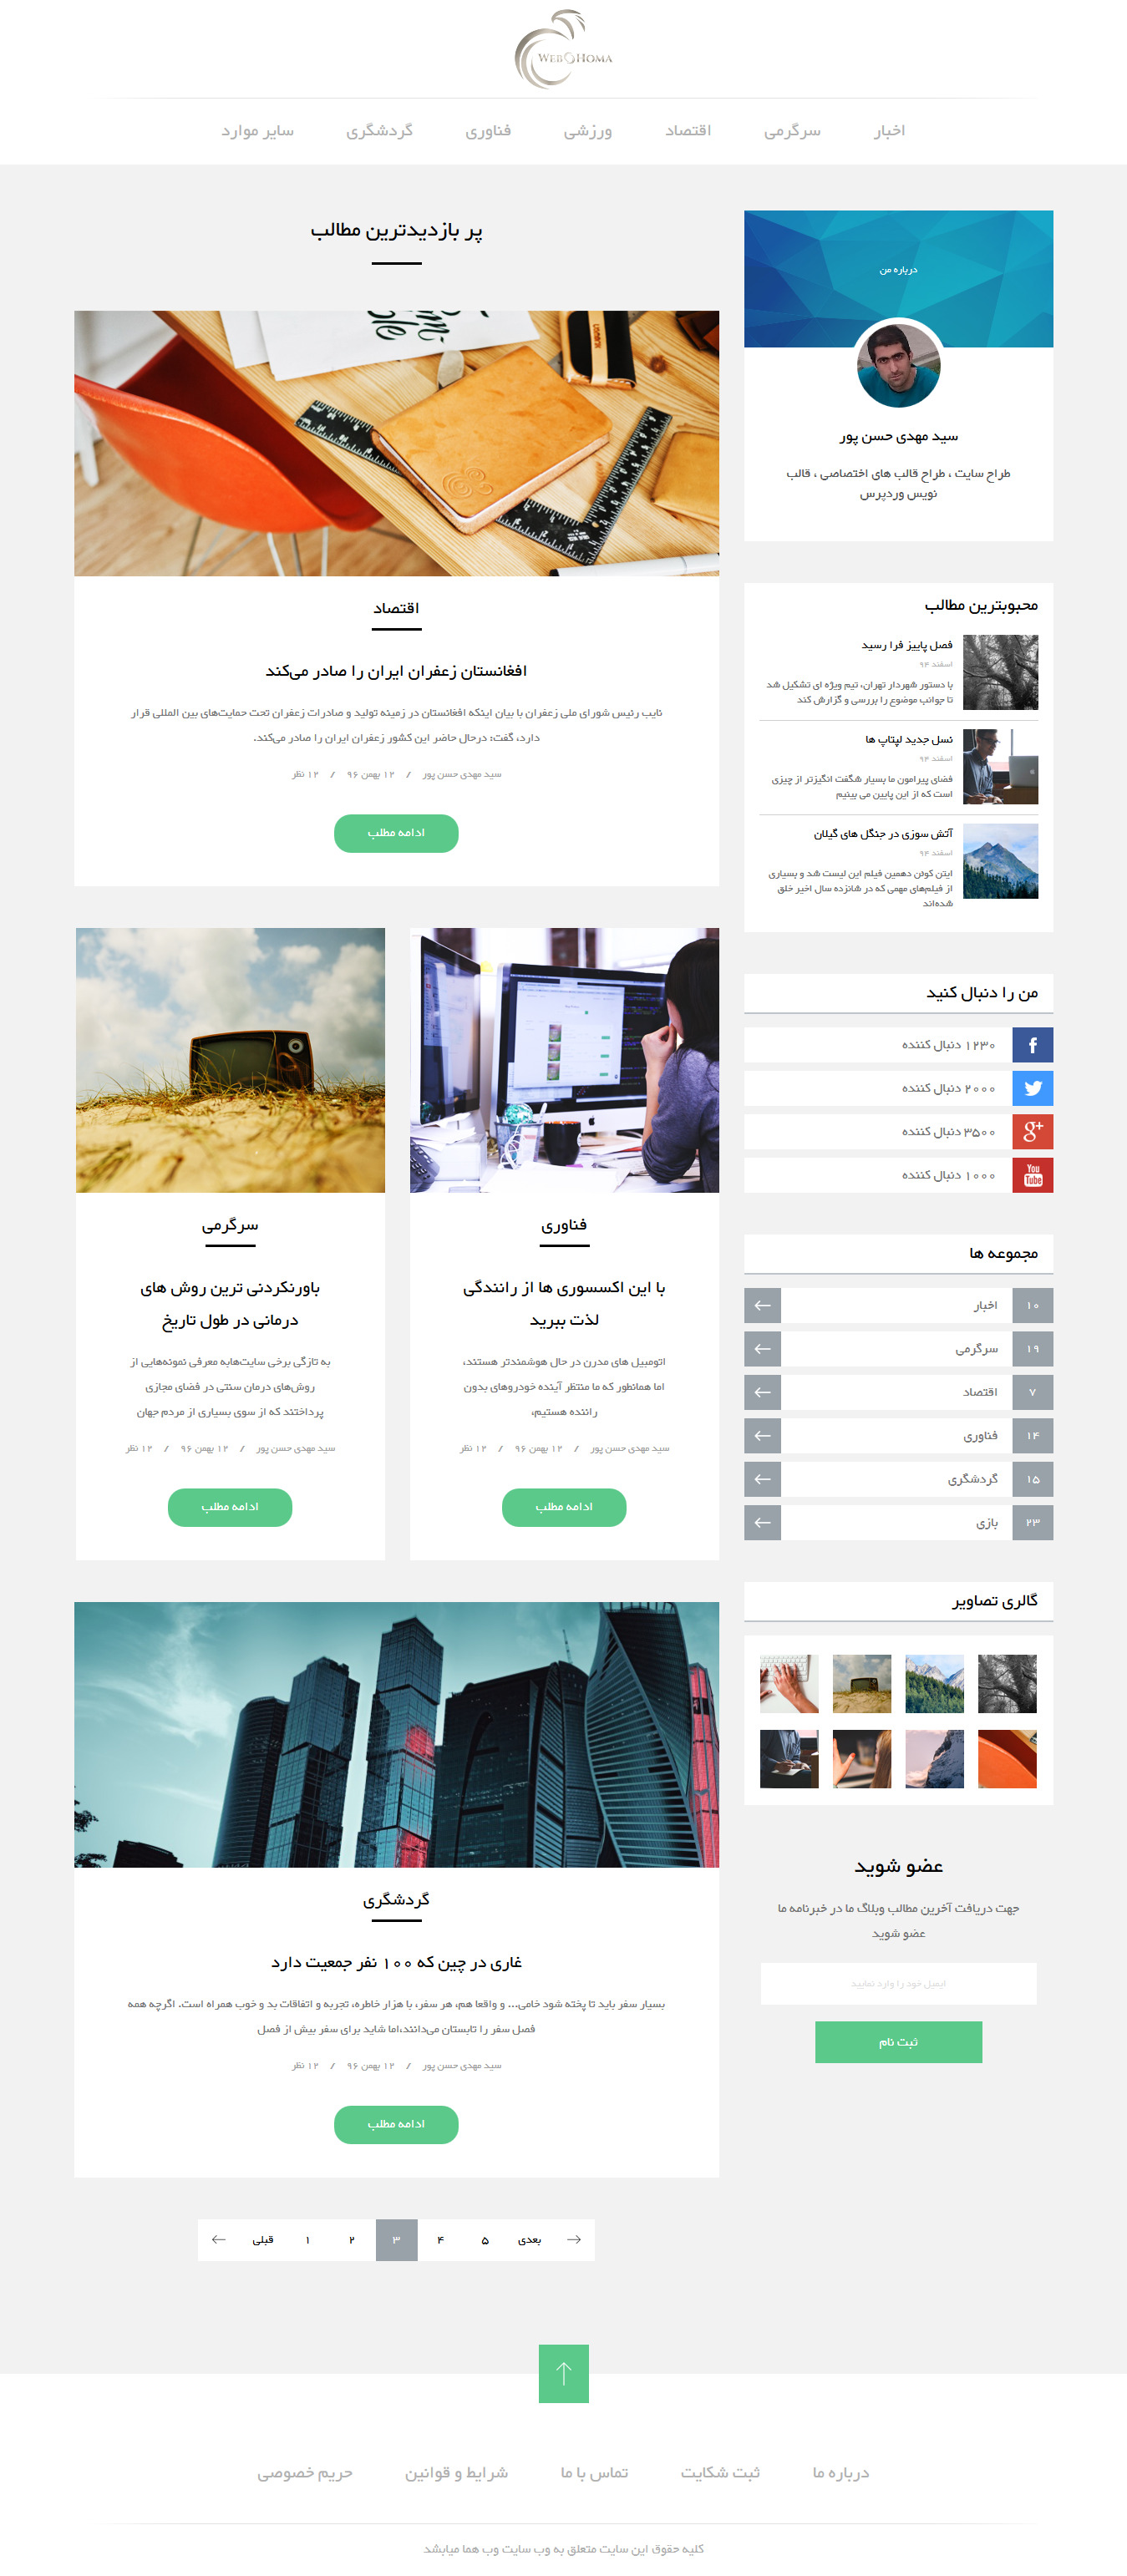 WEB HOMA
اخبار
سرگرمی
اقتصاد
ورزشی
فناوری
گردشگری
سایر موارد
درباره من
سید مهدی حسن پور
طراح سایت ، طراح قالب های اختصاصی ، قالب
نویس وردپرس
محبوبترین مطالب
فصل پاییز فرا رسید
اسفند ۹۴
با دستور شهردار تهران، تیم ویژه ای تشکیل شد
تا جوانب موضوع را بررسی و گزارش کند
نسل جدید لپتاپ ها
اسفند ۹۴
فضای پیرامون ما بسیار شگفت انگیزتر از چیزی
است که از این پایین می بینیم
آتش سوزی در جنگل های گیلان
اسفند ۹۴
ایتن کوئن دهمین فیلم این لیست شد و بسیاری
از فیلم‌های مهمی که در شانزده سال اخیر خلق
شده‌اند
من را دنبال کنید
۱۲۳۰ دنبال کننده
۲۰۰۰ دنبال کننده
g+
۳۵۰۰ دنبال کننده
You
Tube
۱۰۰۰ دنبال کننده
مجموعه ها
۱۰ اخبار
۱۹ سرگرمی
۷ اقتصاد
۱۴ فناوری
۱۵ گردشگری
۲۳ بازی
گالری تصاویر
عضو شوید
جهت دریافت آخرین مطالب وبلاگ ما در خبرنامه ما
عضو شوید
ایمیل خود را وارد نمایید
ثبت نام
پر بازدیدترین مطالب
اقتصاد
افغانستان زعفران ایران را صادر می‌کند
نایب رئیس شورای ملی زعفران با بیان اینکه افغانستان در زمینه تولید و صادرات زعفران تحت حمایت‌های بین المللی قرار
دارد، گفت: درحال حاضر این کشور زعفران ایران را صادر می‌کند.
سید مهدی حسن پور / ۱۲ بهمن ۹۶ / ۱۲ نظر
ادامه مطلب
فناوری
با این اکسسوری ها از رانندگی
لذت ببرید
اتومبیل های مدرن در حال هوشمندتر هستند،
اما همانطور که ما منتظر آینده خودروهای بدون
راننده هستیم،
سید مهدی حسن پور / ۱۲ بهمن ۹۶ / ۱۲ نظر
ادامه مطلب
سرگرمی
باورنکردنی ترین روش های
درمانی در طول تاریخ
به تازگی برخی سایت‌هابه معرفی نمونه‌هایی از
روش‌های درمان سنتی در فضای مجازی
پرداختند که از سوی بسیاری از مردم جهان
سید مهدی حسن پور / ۱۲ بهمن ۹۶ / ۱۲ نظر
ادامه مطلب
گردشگری
غاری در چین که ۱۰۰ نفر جمعیت دارد
بسیار سفر باید تا پخته شود خامی... و واقعا هم، هر سفر، با هزار خاطره، تجربه و اتفاقات بد و خوب همراه است. اگرچه همه
فصل سفر را تابستان می‌دانند،اما شاید برای سفر بیش از فصل
سید مهدی حسن پور / ۱۲ بهمن ۹۶ / ۱۲ نظر
ادامه مطلب
قبلی ۱ ۲ ۳ ۴ ۵ بعدی
درباره ما
ثبت شکایت
تماس با ما
شرایط و قوانین
حریم خصوصی
کلیه حقوق این سایت متعلق به وب سایت وب هما میابشد